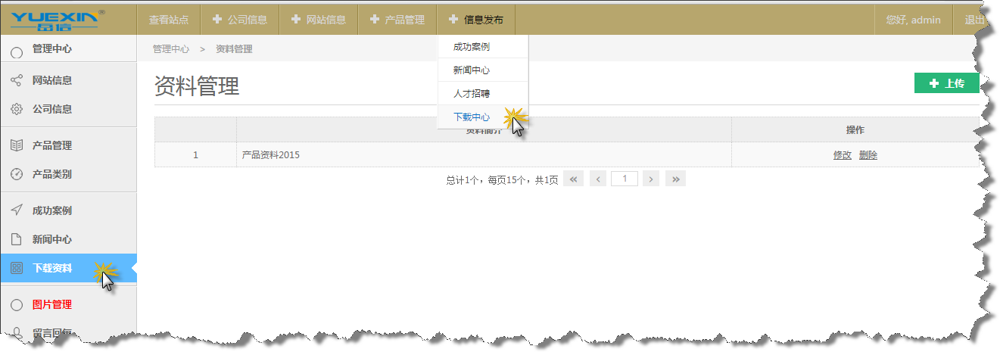 YUEXIN®
岳信
查看站点
公司信息
网站信息
产品管理
信息发布
您好, admin
退出
成功案例
新闻中心
人才招聘
下载中心
管理中心
网站信息
公司信息
产品管理
产品类别
成功案例
新闻中心
下载资料
图片管理
留言回复
管理中心 > 资料管理
资料管理
上传
资料简介
操作
1
产品资料2015
修改 删除
总计1个，每页15个，共1页 « ‹ 1 › »